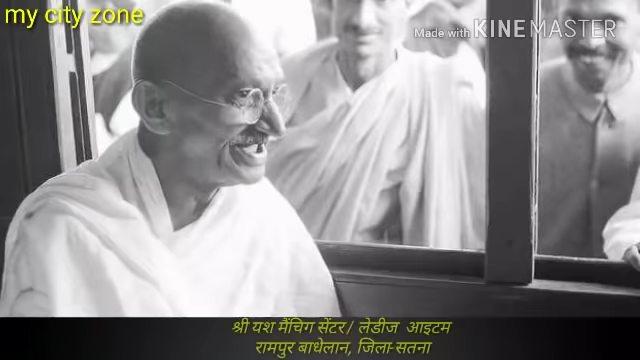 my city zone
Made with KINEMASTER
श्री यश मैंचिग सेंटर/ लेडीज आइटम
रामपुर बाधेलान, जिला-सतना